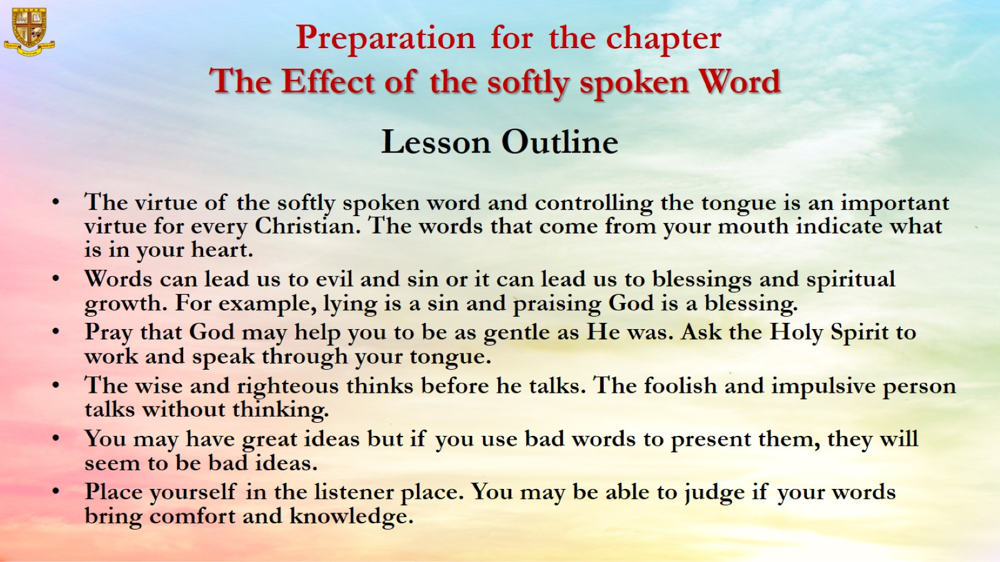 Preparation for the chapter
The Effect of the softly spoken Word
Lesson Outline
• The virtue of the softly spoken word and controlling the tongue is an important
virtue for every Christian. The words that come from your mouth indicate what
is in your heart.
• Words can lead us to evil and sin or it can lead us to blessings and spiritual
growth. For example, lying is a sin and praising God is a blessing.
• Pray that God may help you to be as gentle as He was. Ask the Holy Spirit to
work and speak through your tongue.
• The wise and righteous thinks before he talks. The foolish and impulsive person
talks without thinking.
• You may have great ideas but if you use bad words to present them, they will
seem to be bad ideas.
• Place yourself in the listener place. You may be able to judge if your words
bring comfort and knowledge.